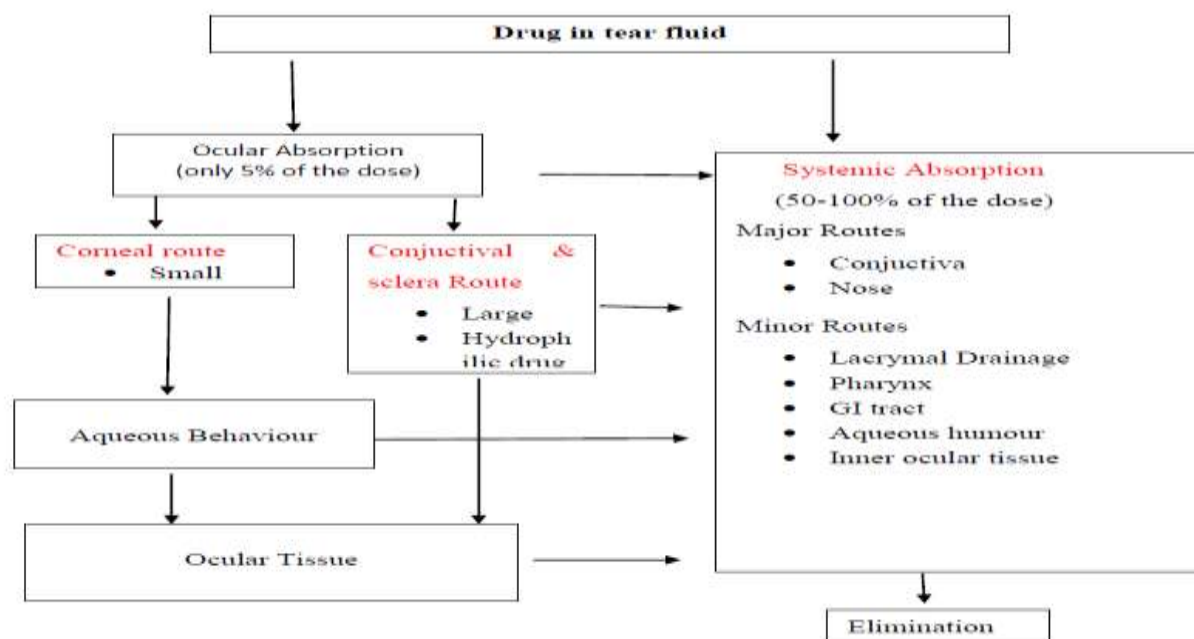 Drug in tear fluid
Ocular Absorption
(only 5% of the dose)
Corneal route
• Small
Conjuctival & 
sclera Route
• Large
• Hydroph
ilic drug
Aqueous Behaviour
Ocular Tissue
Systemic Absorption
(50-100% of the dose)
Major Routes
• Conjuctiva
• Nose
Minor Routes
• Lacrymal Drainage
• Pharynx
• GI tract
• Aqueous humour
• Inner ocular tissue
Elimination